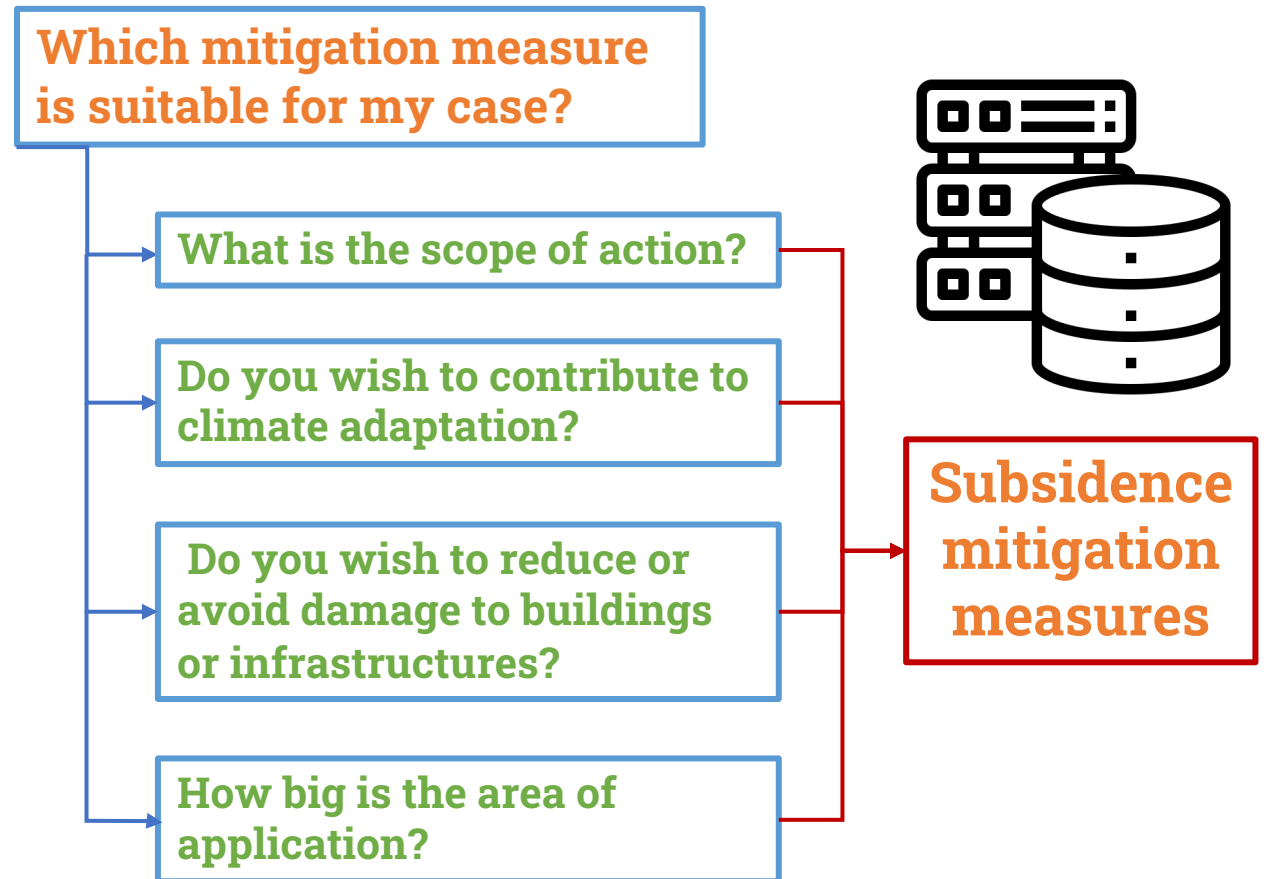 Which mitigation measure
is suitable for my case?
What is the scope of action?
Do you wish to contribute to
climate adaptation?
Do you wish to reduce or
avoid damage to buildings
or infrastructures?
How big is the area of
application?
Subsidence
mitigation
measures